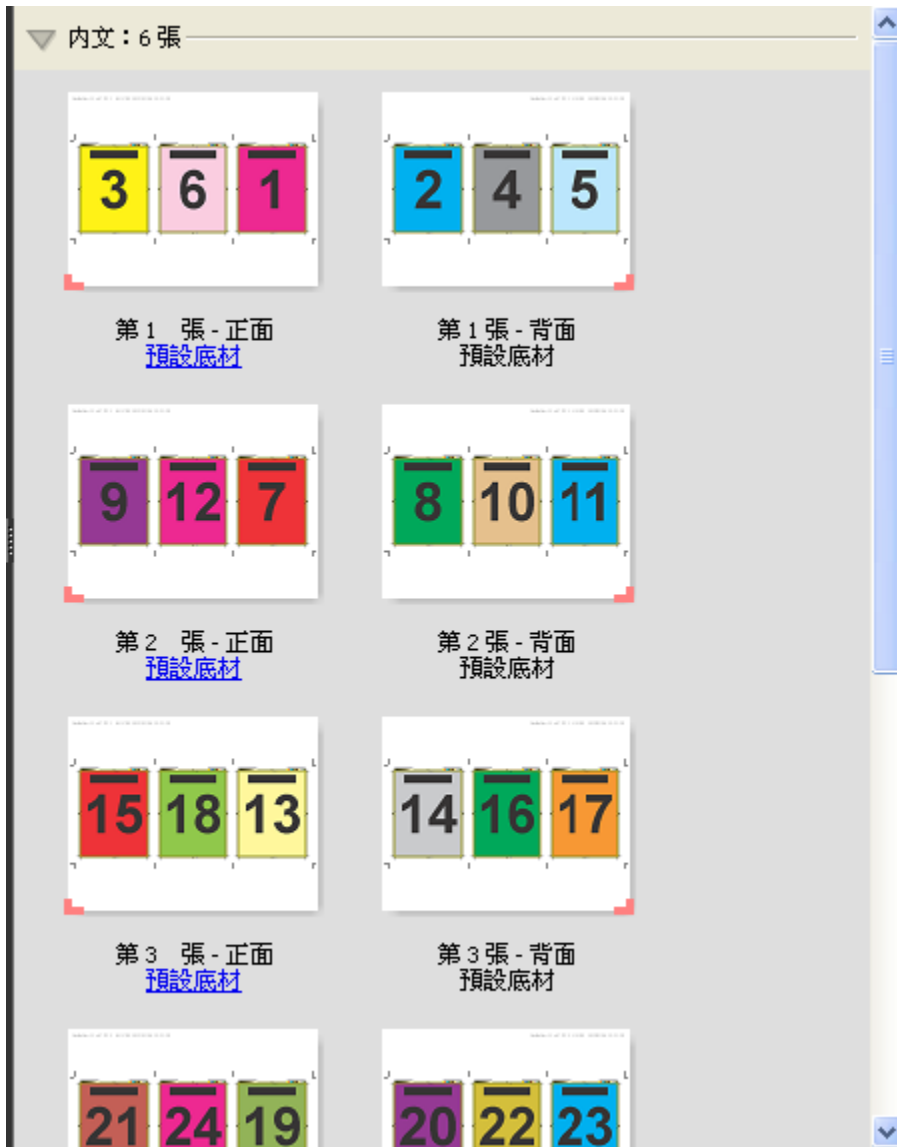 内文：6 張
3 6 1
2 4 5
第 1 張 - 正面
預設底材
第 1 張 - 背面
預設底材
9 12 7
8 10 11
第 2 張 - 正面
預設底材
第 2 張 - 背面
預設底材
15 18 13
14 16 17
第 3 張 - 正面
預設底材
第 3 張 - 背面
預設底材
21 24 19
20 22 23